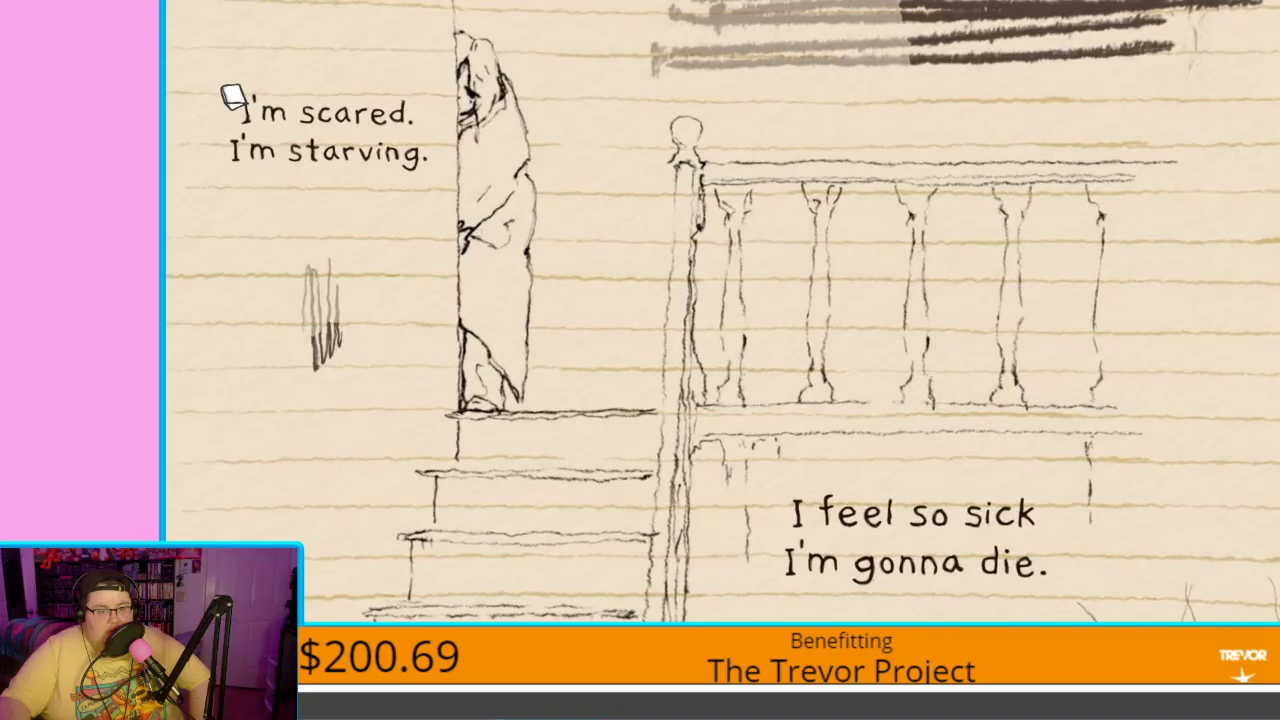 I'm scared.
I'm starving.
I feel so sick
I'm gonna die.
$200.69
Benefitting
The Trevor Project
TREVOR